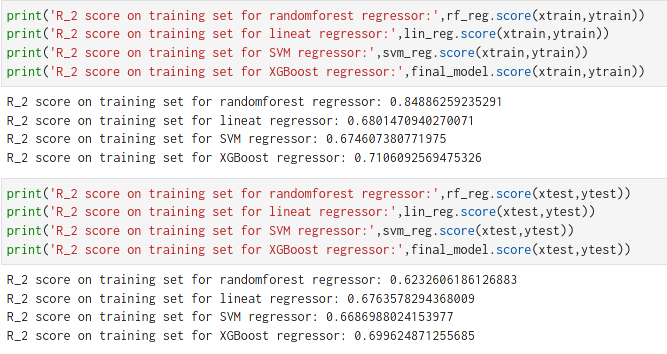 print('R_2 score on training set for randomforest regressor:',rf_reg.score(xtrain,ytrain))
print('R_2 score on training set for lineat regressor:',lin_reg.score(xtrain,ytrain))
print('R_2 score on training set for SVM regressor:',svm_reg.score(xtrain,ytrain))
print('R_2 score on training set for XGBoost regressor:',final_model.score(xtrain,ytrain))
R_2 score on training set for randomforest regressor: 0.84886259235291
R_2 score on training set for lineat regressor: 0.6801470940270071
R_2 score on training set for SVM regressor: 0.674607380771975
R_2 score on training set for XGBoost regressor: 0.7106092569475326
print('R_2 score on training set for randomforest regressor:',rf_reg.score(xtest,ytest))
print('R_2 score on training set for lineat regressor:',lin_reg.score(xtest,ytest))
print('R_2 score on training set for SVM regressor:',svm_reg.score(xtest,ytest))
print('R_2 score on training set for XGBoost regressor:',final_model.score(xtest,ytest))
R_2 score on training set for randomforest regressor: 0.6232606186126883
R_2 score on training set for lineat regressor: 0.6763578294368009
R_2 score on training set for SVM regressor: 0.6686988024153977
R_2 score on training set for XGBoost regressor: 0.699624871255685